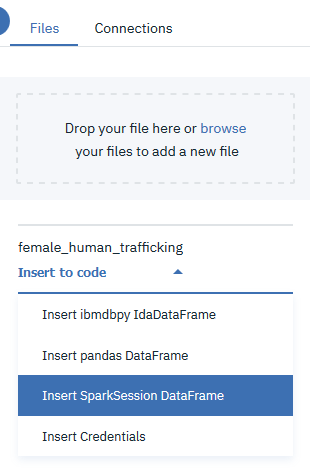 Files Connections
Drop your file here or browse
your files to add a new file
female_human_trafficking
Insert to code
Insert ibmdbpy IdaDataFrame
Insert pandas DataFrame
Insert SparkSession DataFrame
Insert Credentials